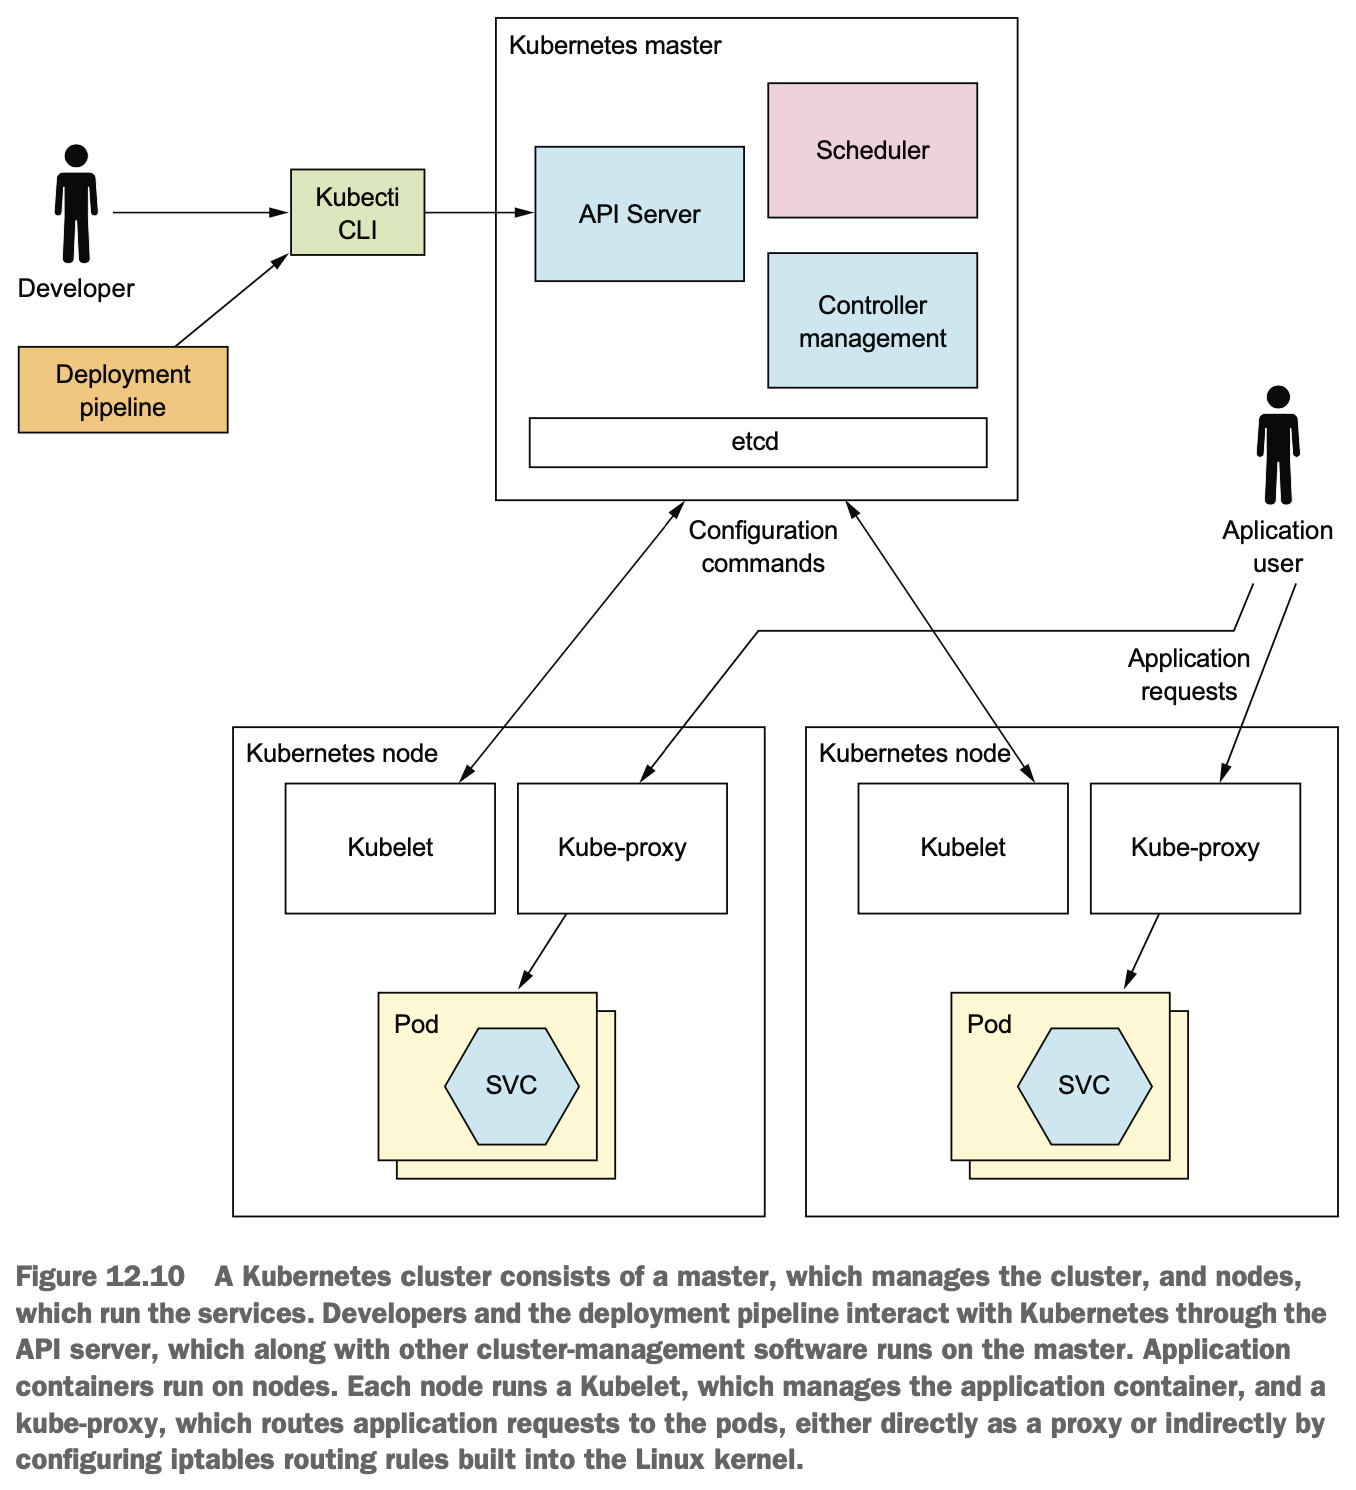 Kubernetes master
Scheduler
API Server
Kubecti
CLI
Developer
Controller
management
Deployment
pipeline
etcd
Configuration
commands
Aplication
user
Application
requests
Kubernetes node
Kubelet
Kube-proxy
Pod
SVC
Kubernetes node
Kubelet
Kube-proxy
Pod
SVC
Figure 12.10 A Kubernetes cluster consists of a master, which manages the cluster, and nodes,
which run the services. Developers and the deployment pipeline interact with Kubernetes through the
API server, which along with other cluster-management software runs on the master. Application
containers run on nodes. Each node runs a Kubelet, which manages the application container, and a
kube-proxy, which routes application requests to the pods, either directly as a proxy or indirectly by
configuring iptables routing rules built into the Linux kernel.